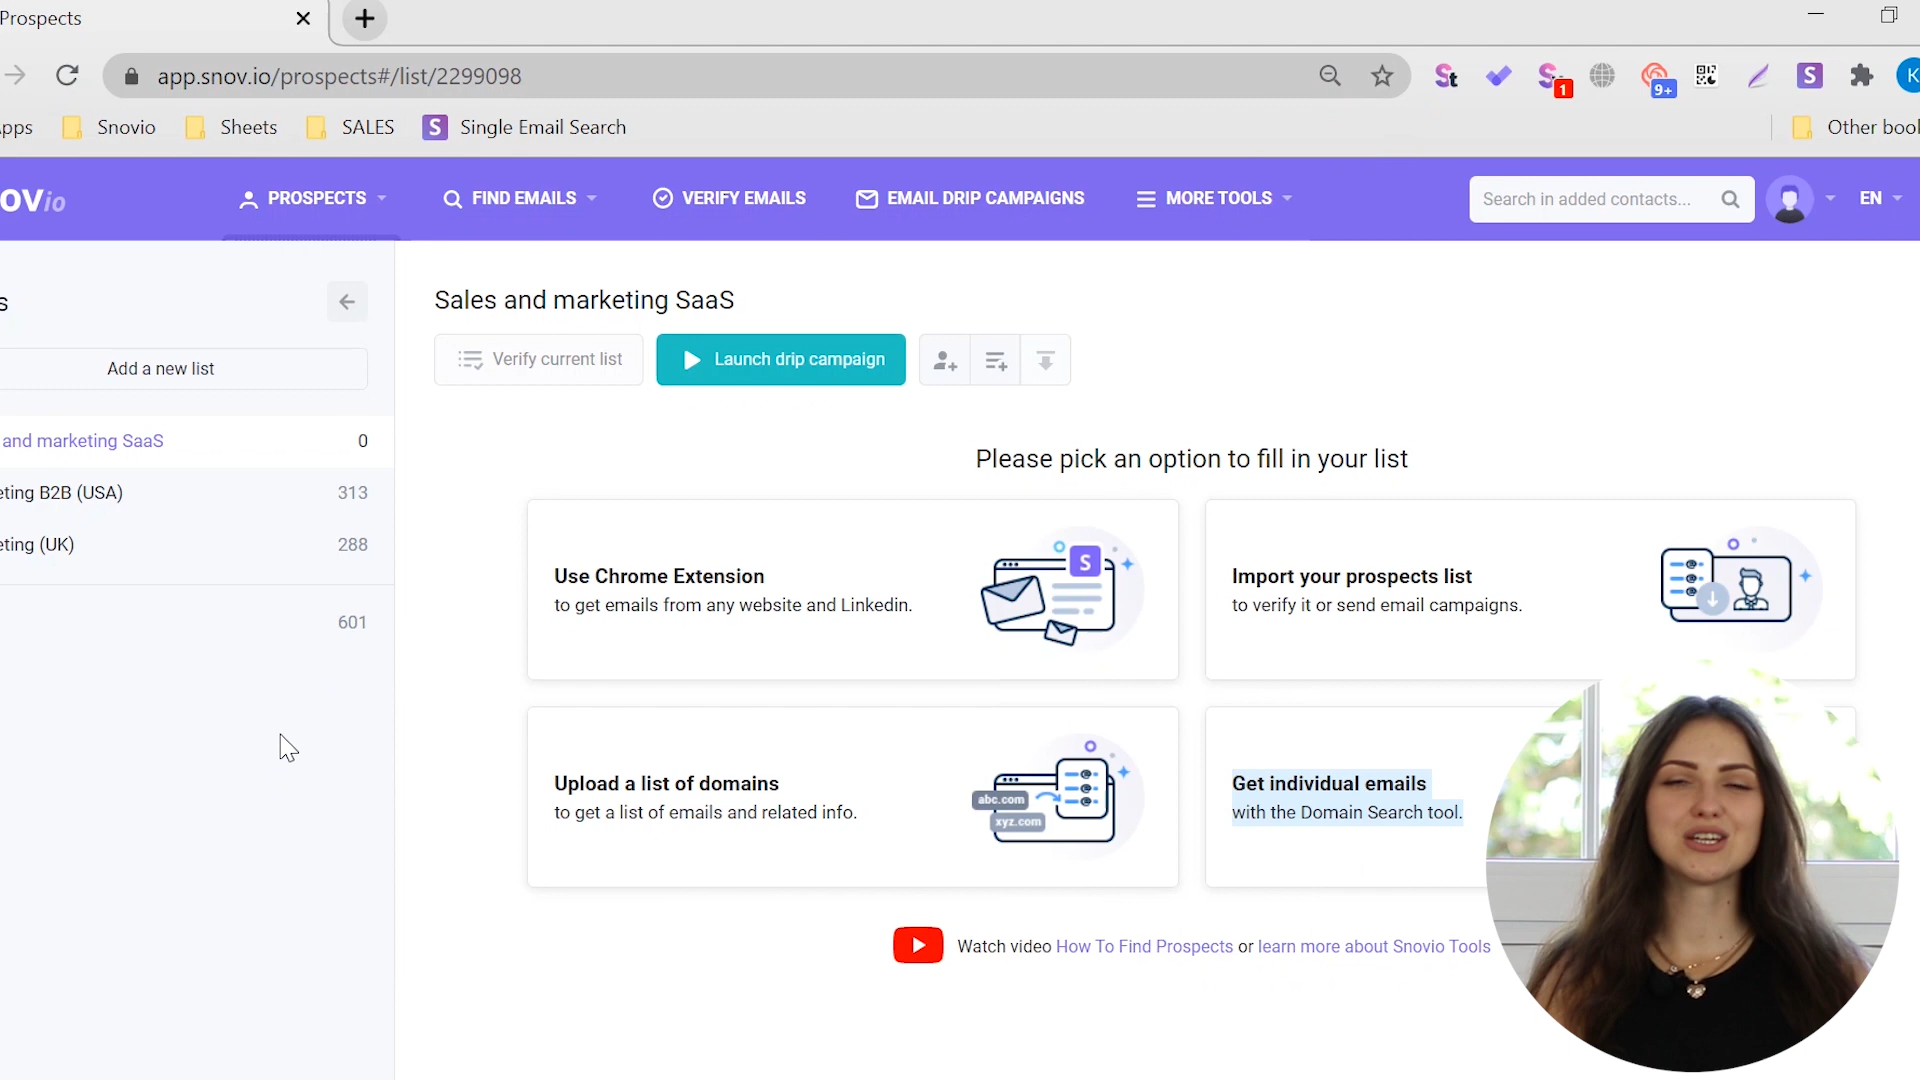 Prospects
app.snov.io/prospects#/list/2299098
St
1
9+
S
K
pps
Snovio
Sheets
SALES
S
Single Email Search
Other book
ovio
PROSPECTS
FIND EMAILS
VERIFY EMAILS
EMAIL DRIP CAMPAIGNS
MORE TOOLS
Search in added contacts...
EN
s
Add a new list
and marketing SaaS
0
eting B2B (USA)
313
eting (UK)
288
601
Sales and marketing SaaS
Verify current list
Launch drip campaign
Please pick an option to fill in your list
Use Chrome Extension
to get emails from any website and Linkedin.
S
Import your prospects list
to verify it or send email campaigns.
Upload a list of domains
to get a list of emails and related info.
abc.com
xyz.com
Get individual emails
with the Domain Search tool.
Watch video How To Find Prospects or learn more about Snovio Tools